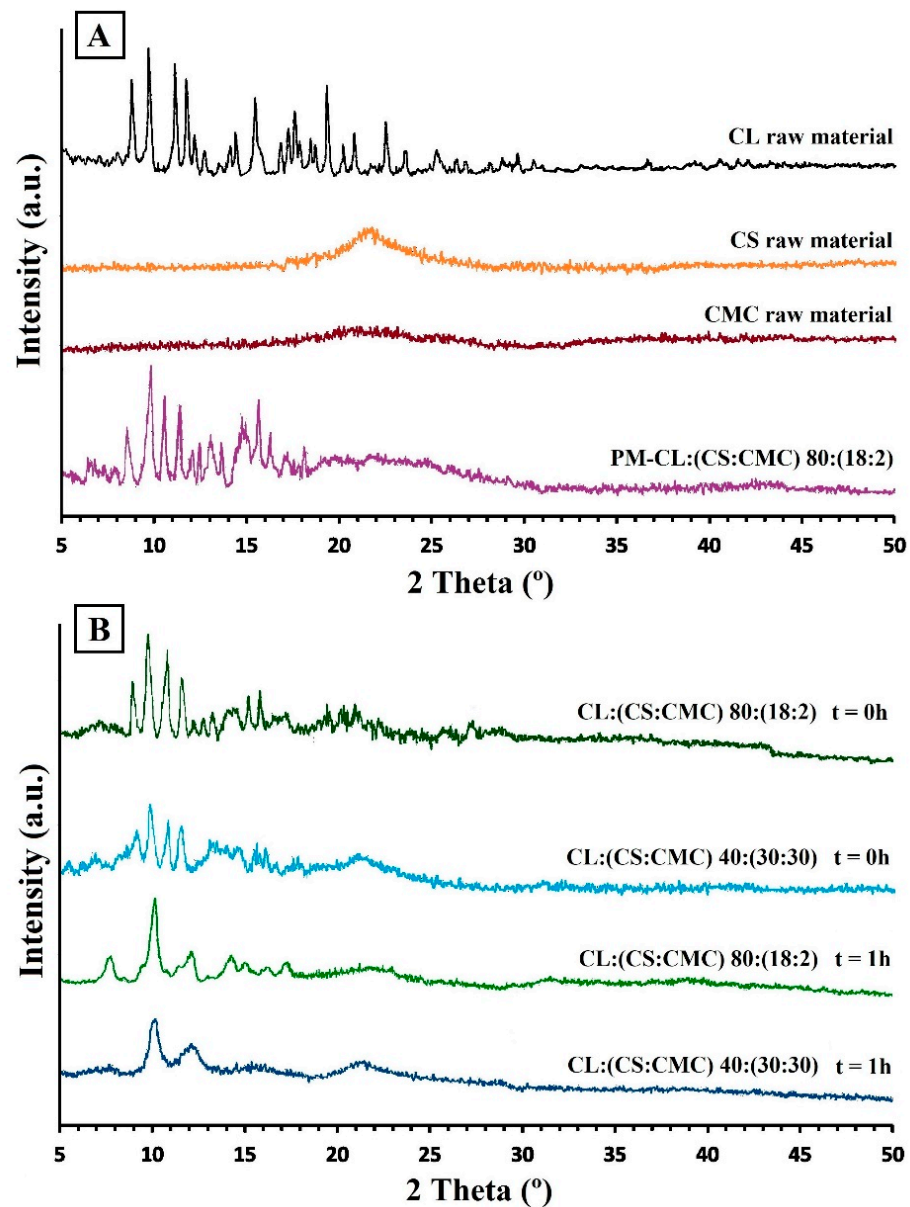 A
CL raw material
CS raw material
CMC raw material
PM-CL:(CS:CMC) 80:(18:2)
Intensity (a.u.)
5 10 15 20 25 30 35 40 45 50
2 Theta (º)
B
CL:(CS:CMC) 80:(18:2) t = 0h
CL:(CS:CMC) 40:(30:30) t = 0h
CL:(CS:CMC) 80:(18:2) t = 1h
CL:(CS:CMC) 40:(30:30) t = 1h
Intensity (a.u.)
5 10 15 20 25 30 35 40 45 50
2 Theta (º)